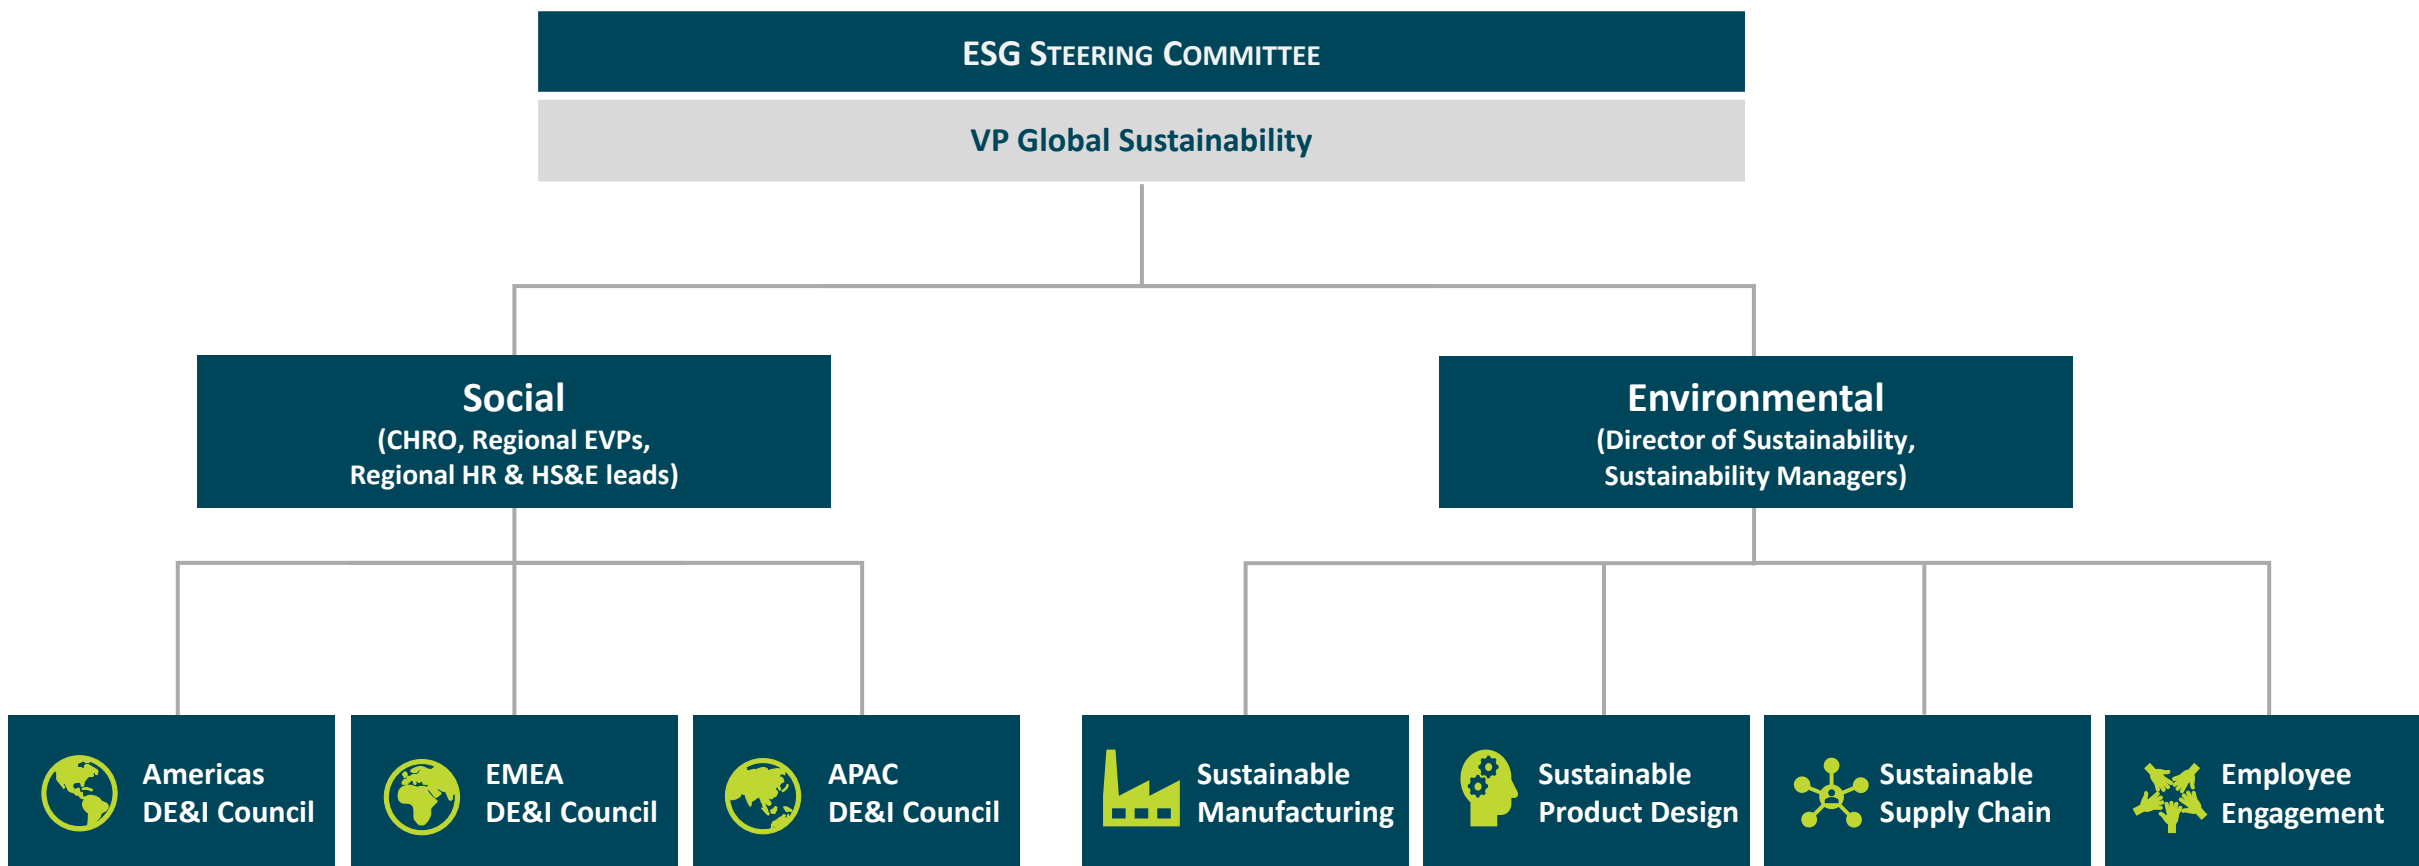 ESG STEERING COMMITTEE
VP Global Sustainability
Social
(CHRO, Regional EVPs,
Regional HR & HS&E leads)
Environmental
(Director of Sustainability,
Sustainability Managers)
Americas
DE&I Council
EMEA
DE&I Council
APAC
DE&I Council
Sustainable
Manufacturing
Sustainable
Product Design
Sustainable
Supply Chain
Employee
Engagement